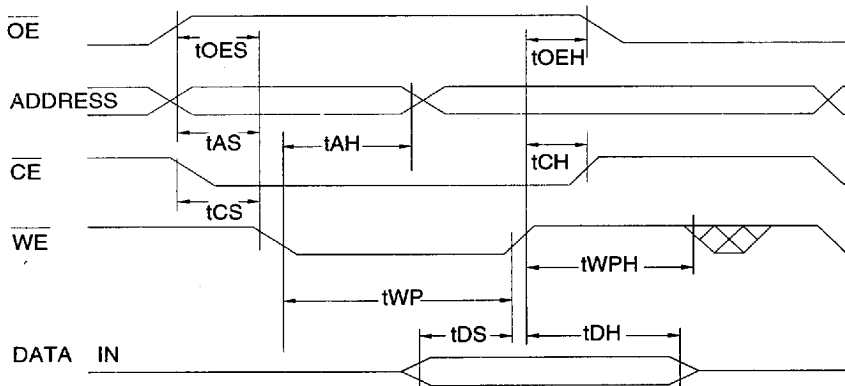 OE
tOES
tOEH
ADDRESS
tAS
tAH
tCH
CE
tCS
WE
tWPH
tWP
tDS
tDH
DATA IN